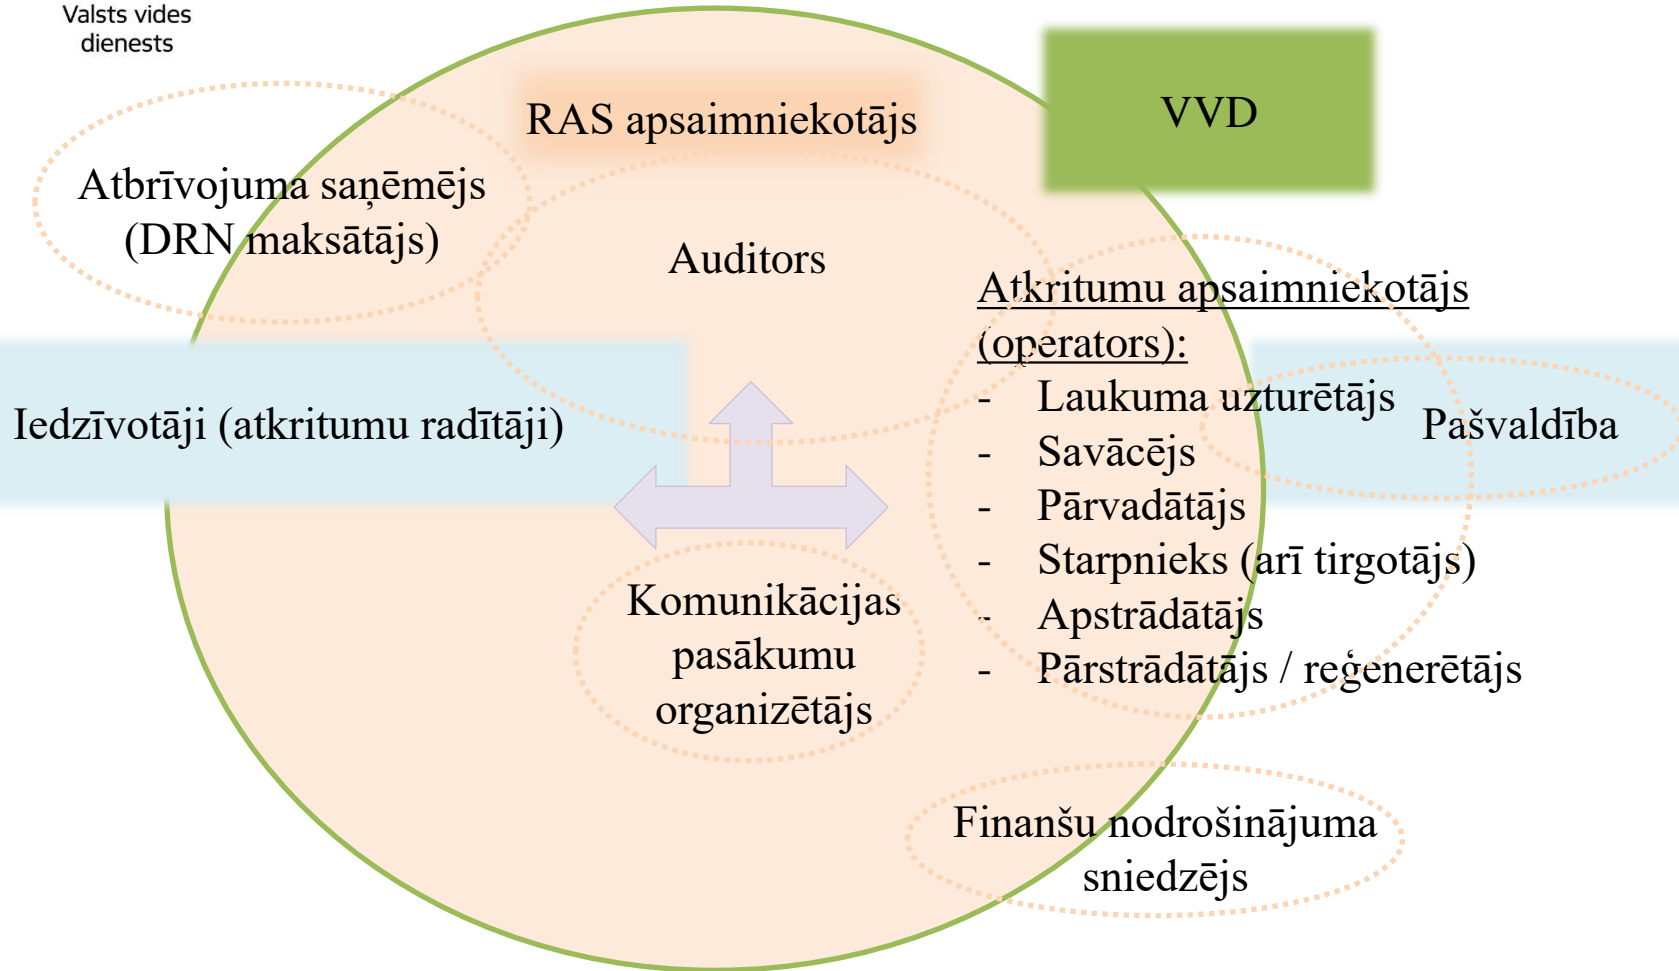 Valsts vides
dienests
RAS apsaimniekotājs
VVD
Atbrīvojuma saņēmējs
(DRN maksātājs)
Auditors
Atkritumu apsaimniekotājs
(operators):
- Laukuma uzturētājs
- Savācējs
- Pārvadātājs
- Starpnieks (arī tirgotājs)
- Apstrādātājs
- Pārstrādātājs / reģenerētājs
Iedzīvotāji (atkritumu radītāji)
Pašvaldība
Komunikācijas
pasākumu
organizētājs
Finanšu nodrošinājuma
sniedzējs